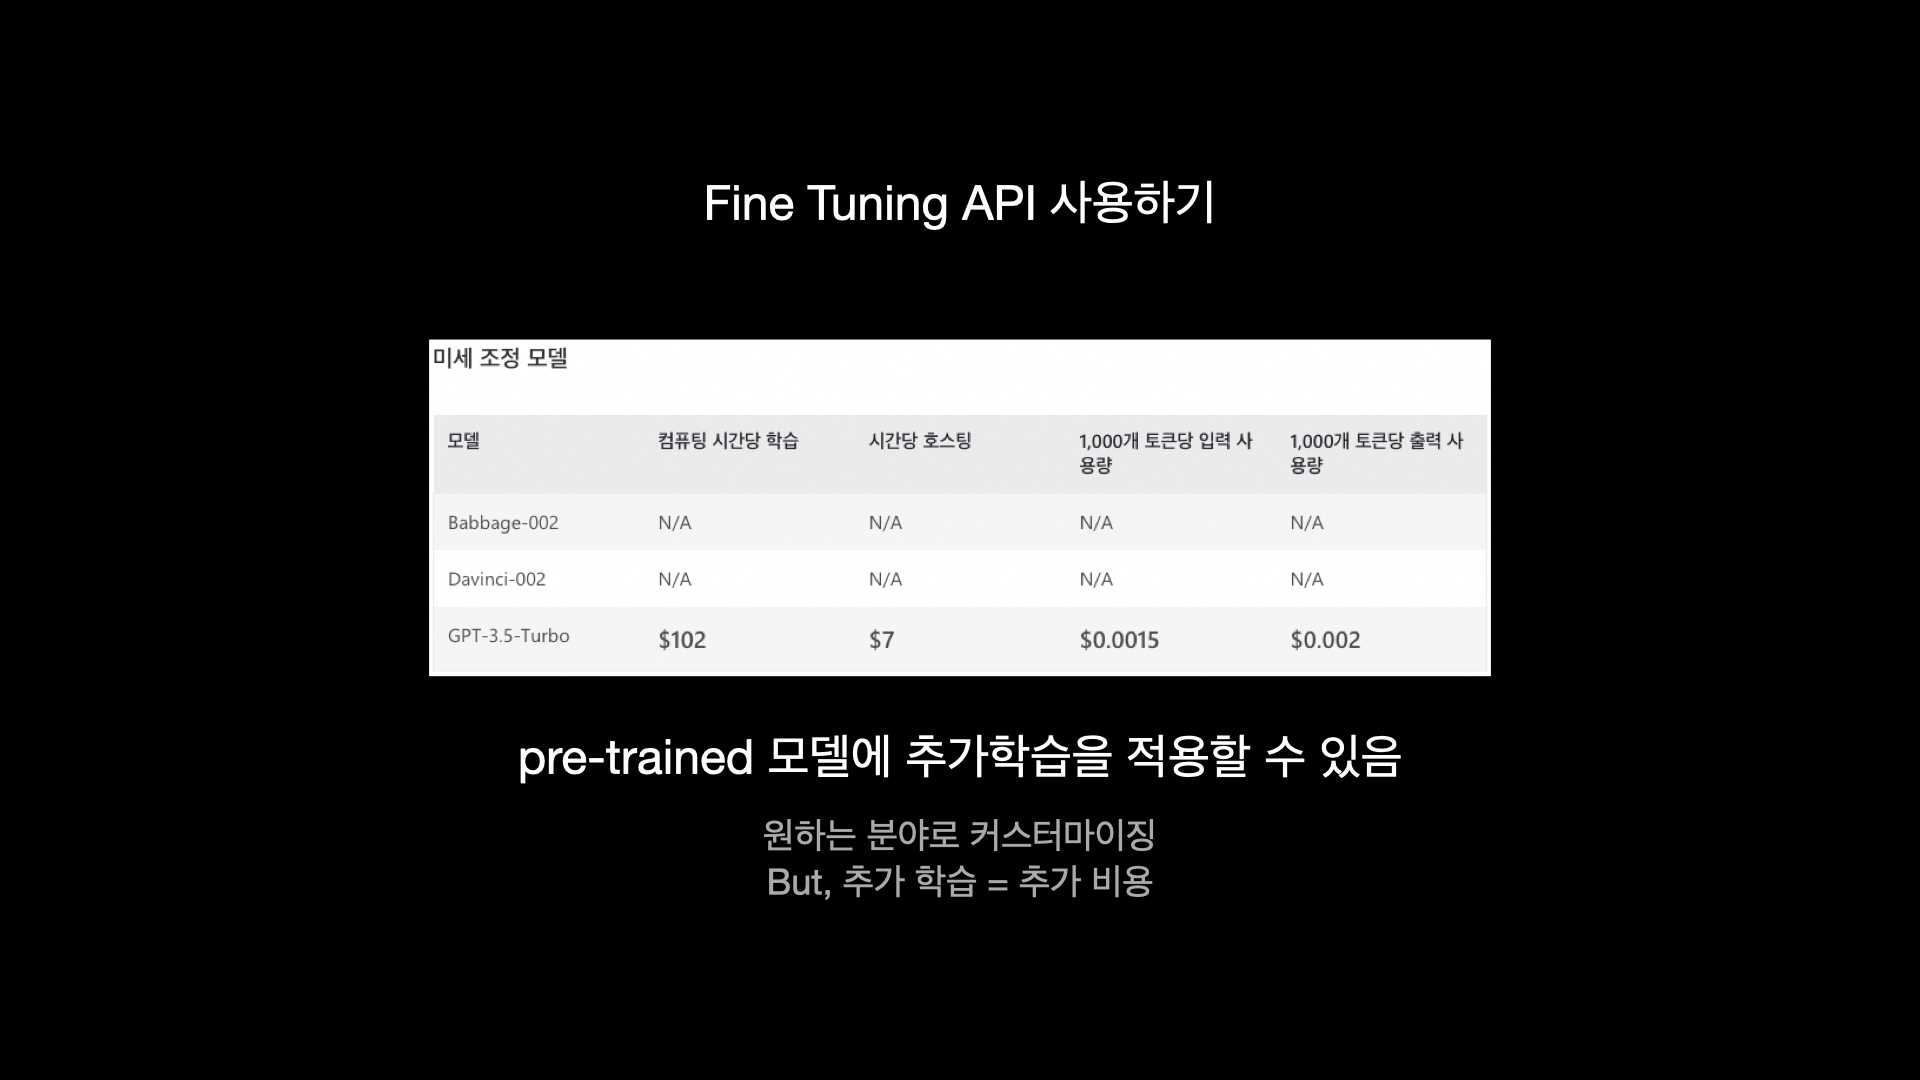 Fine Tuning API 사용하기
미세 조정 모델
모델 컴퓨팅 시간당 학습 시간당 호스팅 1,000개 토큰당 입력 사용량 1,000개 토큰당 출력 사용량
Babbage-002 N/A N/A N/A N/A
Davinci-002 N/A N/A N/A N/A
GPT-3.5-Turbo $102 $7 $0.0015 $0.002
pre-trained 모델에 추가학습을 적용할 수 있음
원하는 분야로 커스터마이징
But, 추가 학습 = 추가 비용